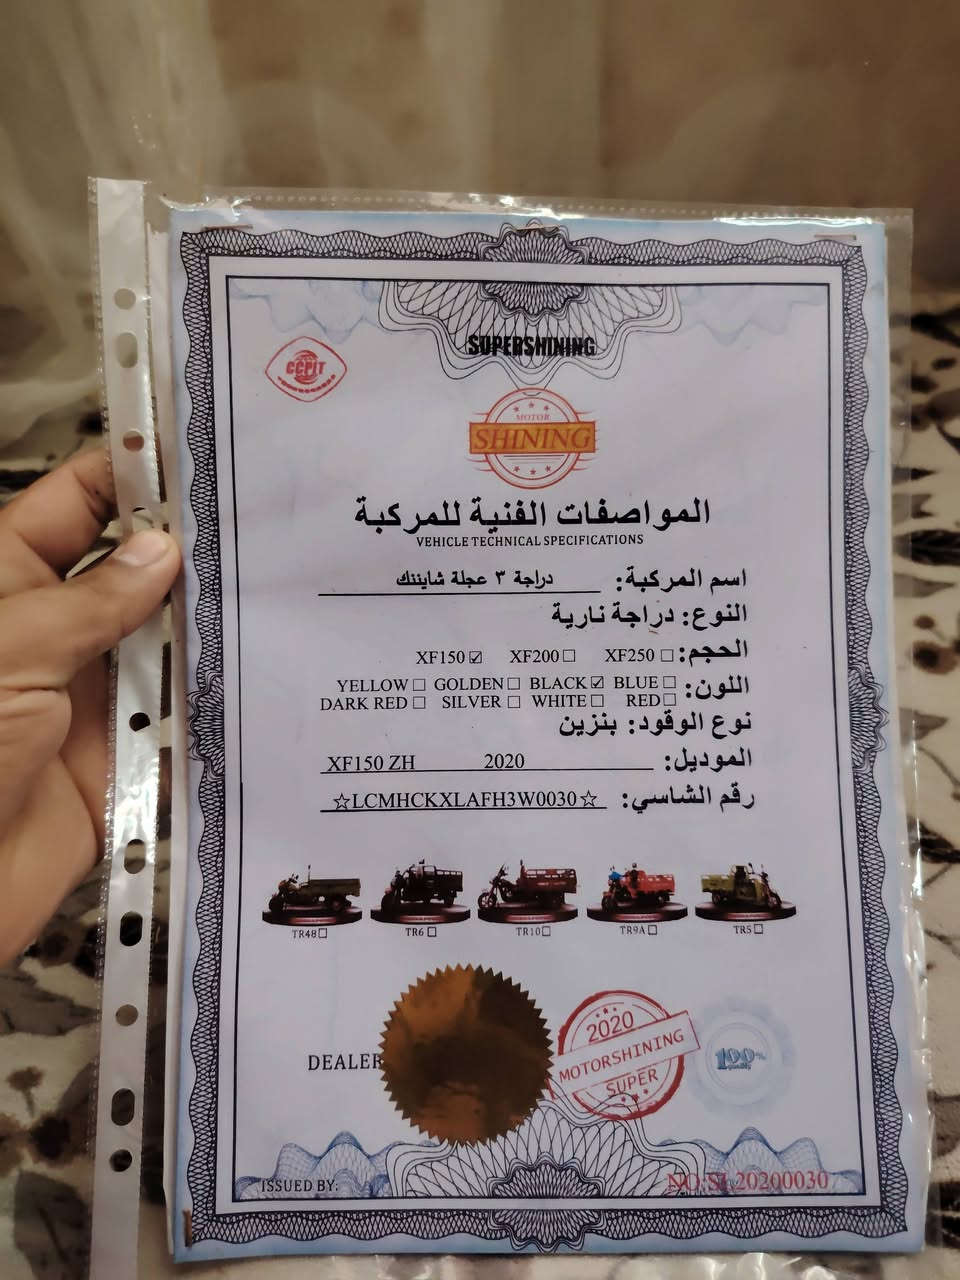 SUPERSHINING
CCPIT
MOTOR
SHINING
المواصفات الفنية للمركبة
VEHICLE TECHNICAL SPECIFICATIONS
اسم المركبة: دراجة ٣ عجلة شايننك
النوع: دراجة نارية
الحجم: XF250 ☐ XF200 ☐ XF150 ☑
اللون: BLUE ☐ BLACK ☑ GOLDEN ☐ YELLOW ☐
RED ☐ WHITE ☐ SILVER ☐ DARK RED ☐
نوع الوقود: بنزين
الموديل: XF150 ZH 2020
رقم الشاسي: ☆LCMHCKXLAFH3W0030☆
TR48 ☐ TR6 ☐ TR10 ☐ TR9A ☐ TR5 ☐
DEALER
2020
MOTORSHINING
SUPER
100%
quality
ISSUED BY:
NO:SL20200030